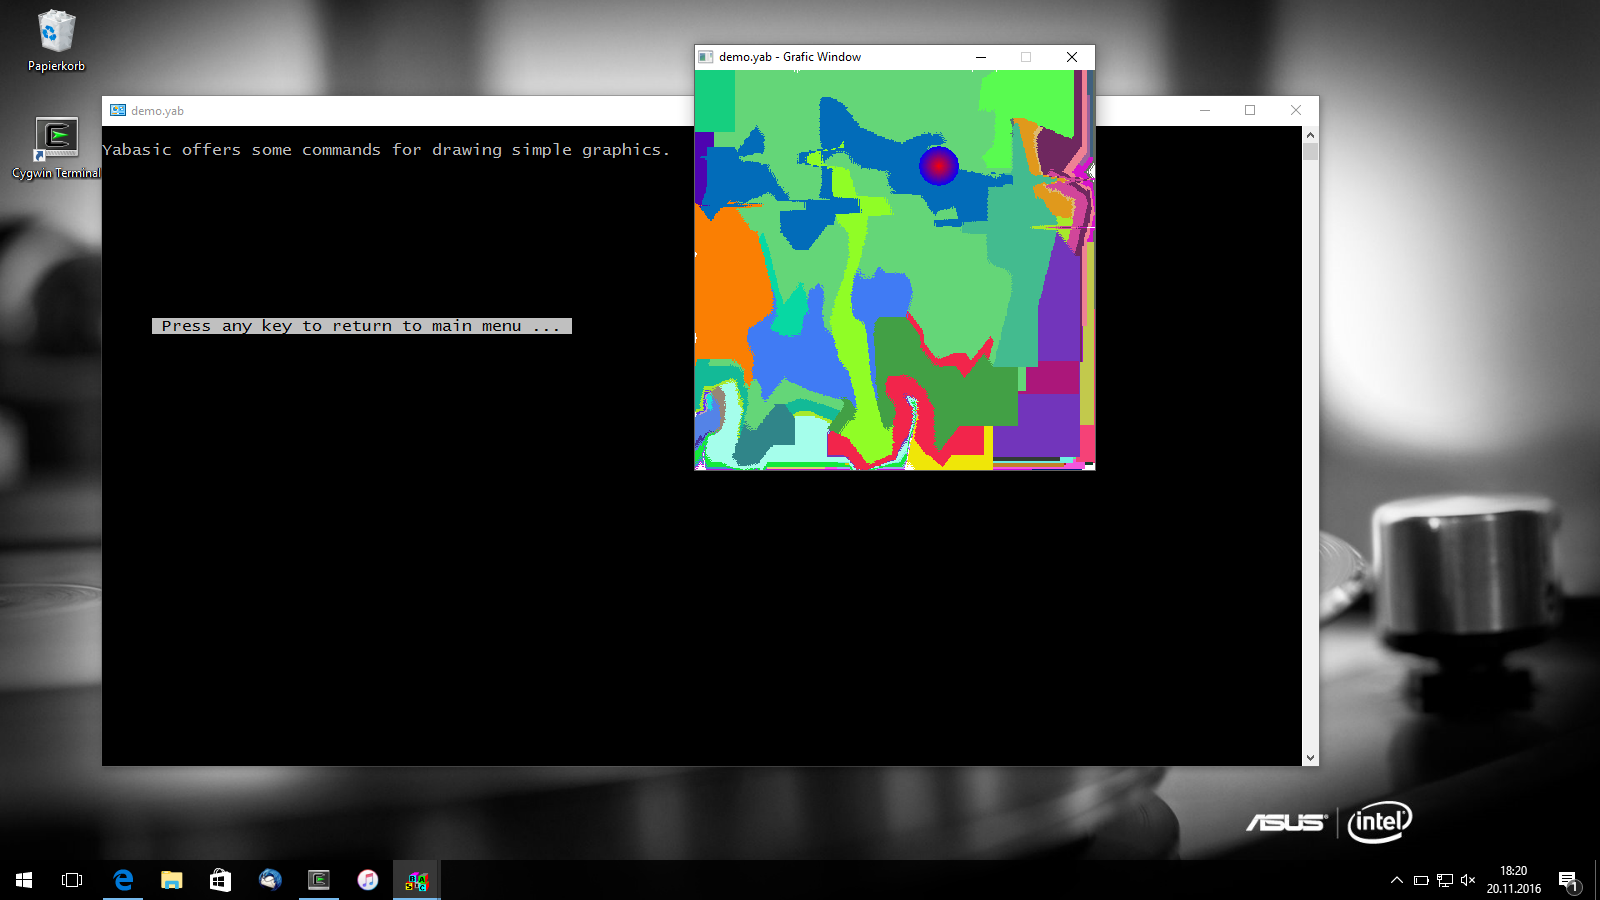 Papierkorb
Cygwin Terminal
demo.yab - Grafic Window
demo.yab
Yabasic offers some commands for drawing simple graphics.
Press any key to return to main menu ...
ASUS
intel
18:20
20.11.2016
1